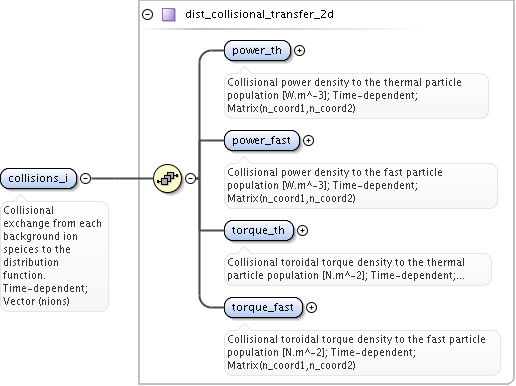 dist_collisional_transfer_2d
power_th
Collisional power density to the thermal particle
population [W.m^-3]; Time-dependent;
Matrix(n_coord1,n_coord2)
power_fast
Collisional power density to the fast particle
population [W.m^-3]; Time-dependent;
Matrix(n_coord1,n_coord2)
collisions_i
Collisional
exchange from each
background ion
speices to the
distribution
function.
Time-dependent;
Vector (nions)
torque_th
Collisional toroidal torque density to the thermal
particle population [N.m^-2]; Time-dependent;...
torque_fast
Collisional toroidal torque density to the fast particle
population [N.m^-2]; Time-dependent;
Matrix(n_coord1,n_coord2)